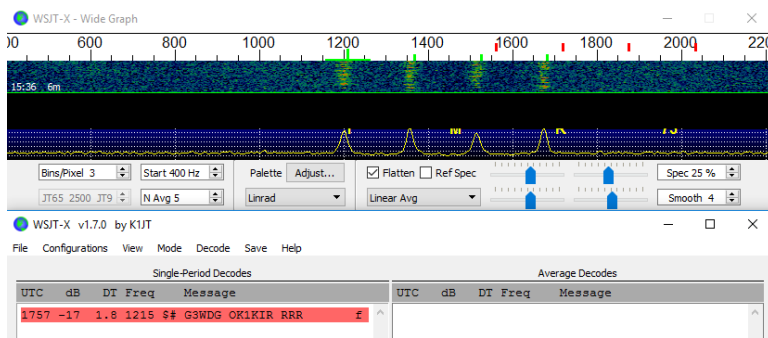 WSJT-X - Wide Graph
00 600 800 1000 1200 1400 1600 1800 2000 220
15:36 6m
T M R 73
Bins/Pixel 3 Start 400 Hz Palette Adjust... Flatten Ref Spec Spec 25 %
JT65 2500 JT9 N Avg 5 Linrad Linear Avg Smooth 4
WSJT-X v1.7.0 by K1JT
File Configurations View Mode Decode Save Help
Single-Period Decodes Average Decodes
UTC dB DT Freq Message UTC dB DT Freq Message
1757 -17 1.8 1215 $# G3WDG OK1KIR RRR f